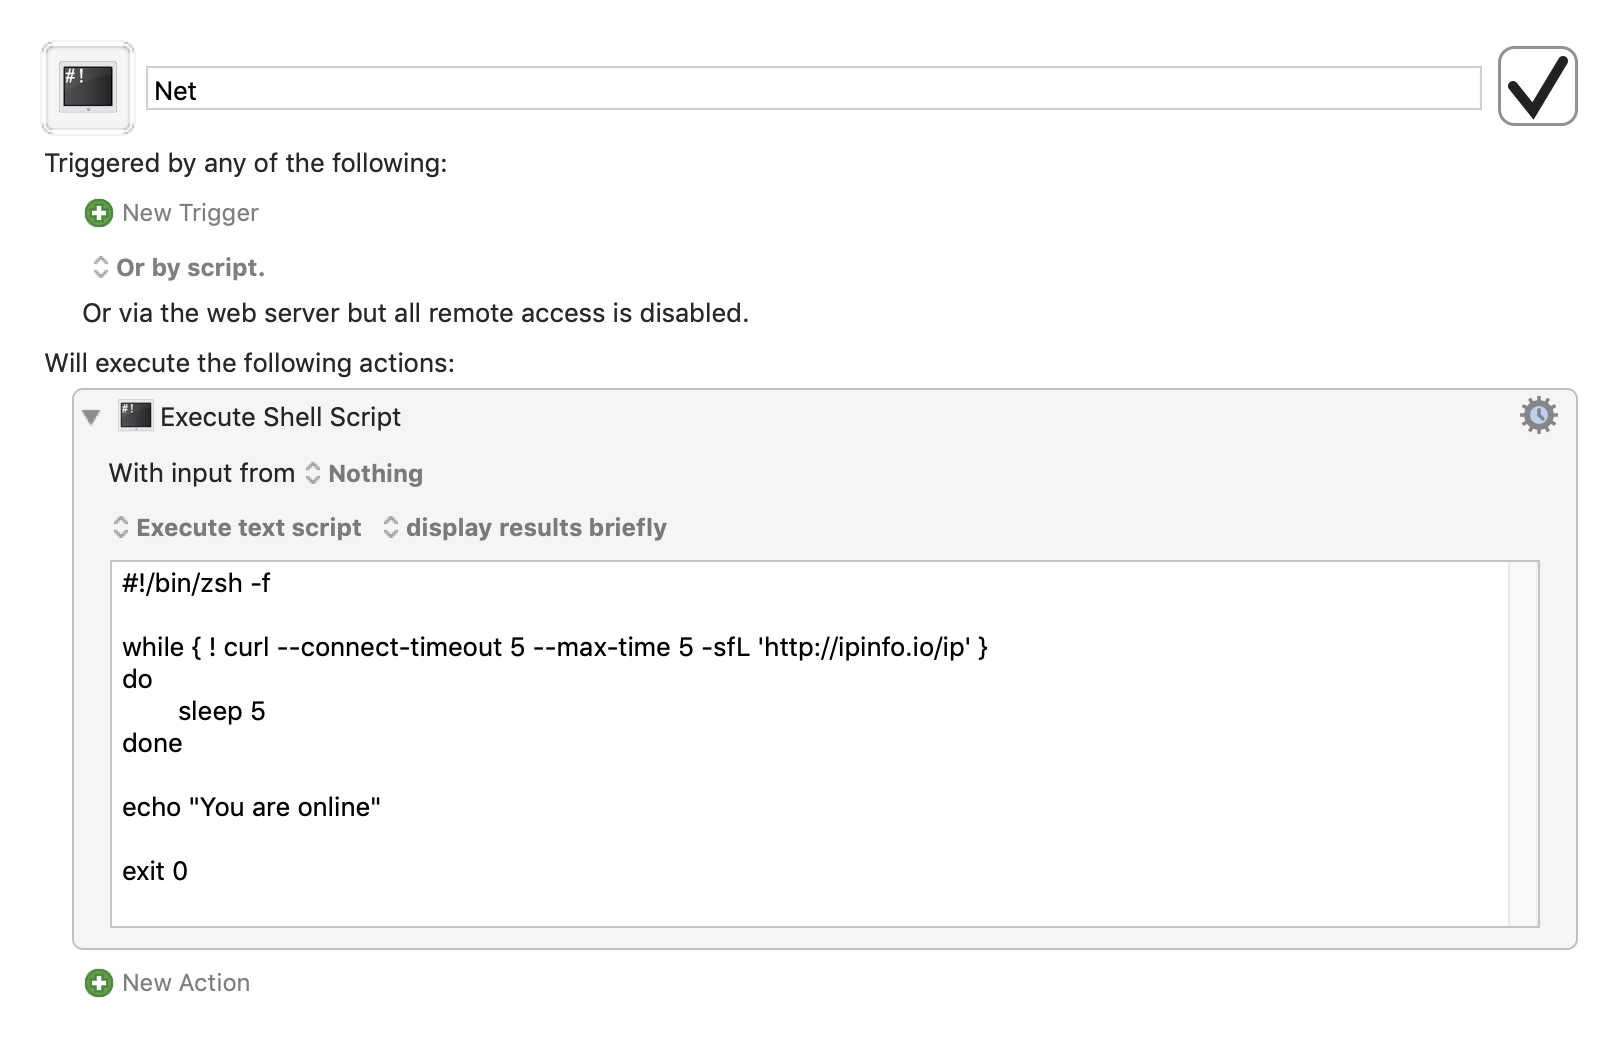 #!
Net
Triggered by any of the following:
New Trigger
Or by script.
Or via the web server but all remote access is disabled.
Will execute the following actions:
#! Execute Shell Script
With input from Nothing
Execute text script display results briefly
#!/bin/zsh -f
while { ! curl --connect-timeout 5 --max-time 5 -sfL 'http://ipinfo.io/ip' }
do
sleep 5
done
echo "You are online"
exit 0
New Action